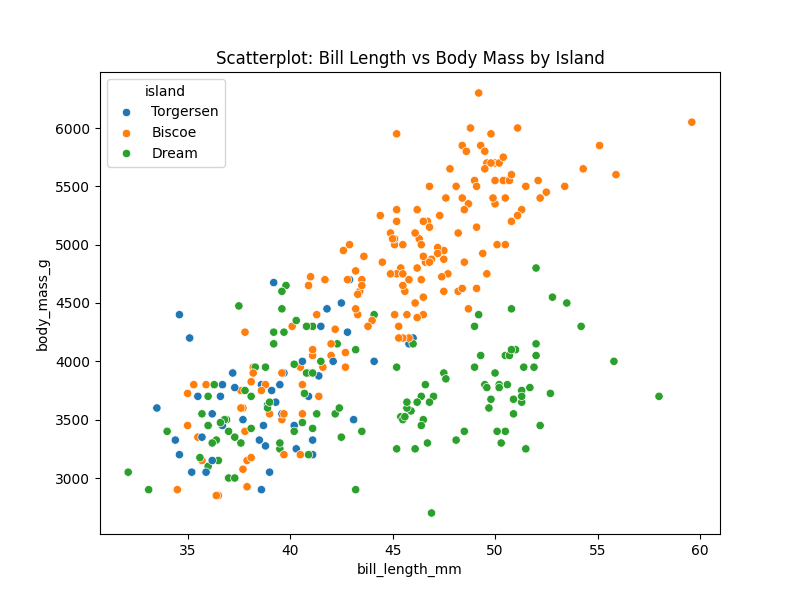 Scatterplot: Bill Length vs Body Mass by Island
island
Torgersen
Biscoe
Dream
6000
5500
5000
4500
4000
3500
3000
body_mass_g
35 40 45 50 55 60
bill_length_mm